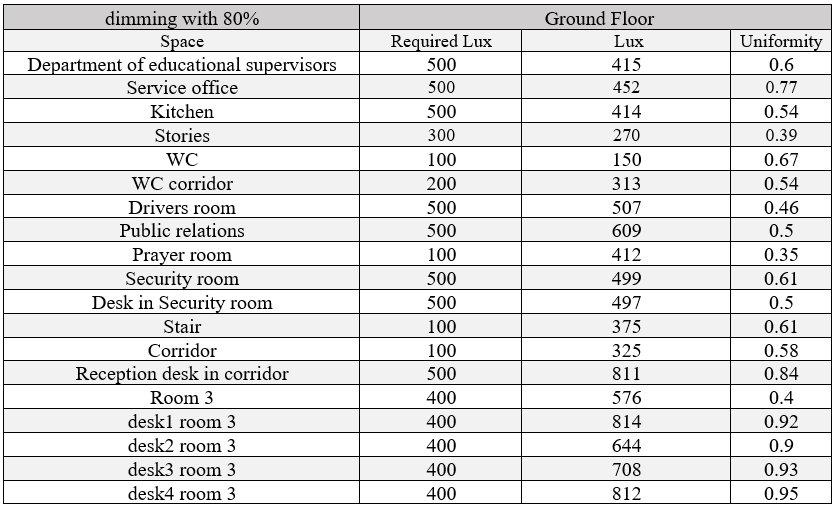 dimming with 80% Ground Floor
Space Required Lux Lux Uniformity
Department of educational supervisors 500 415 0.6
Service office 500 452 0.77
Kitchen 500 414 0.54
Stories 300 270 0.39
WC 100 150 0.67
WC corridor 200 313 0.54
Drivers room 500 507 0.46
Public relations 500 609 0.5
Prayer room 100 412 0.35
Security room 500 499 0.61
Desk in Security room 500 497 0.5
Stair 100 375 0.61
Corridor 100 325 0.58
Reception desk in corridor 500 811 0.84
Room 3 400 576 0.4
desk1 room 3 400 814 0.92
desk2 room 3 400 644 0.9
desk3 room 3 400 708 0.93
desk4 room 3 400 812 0.95